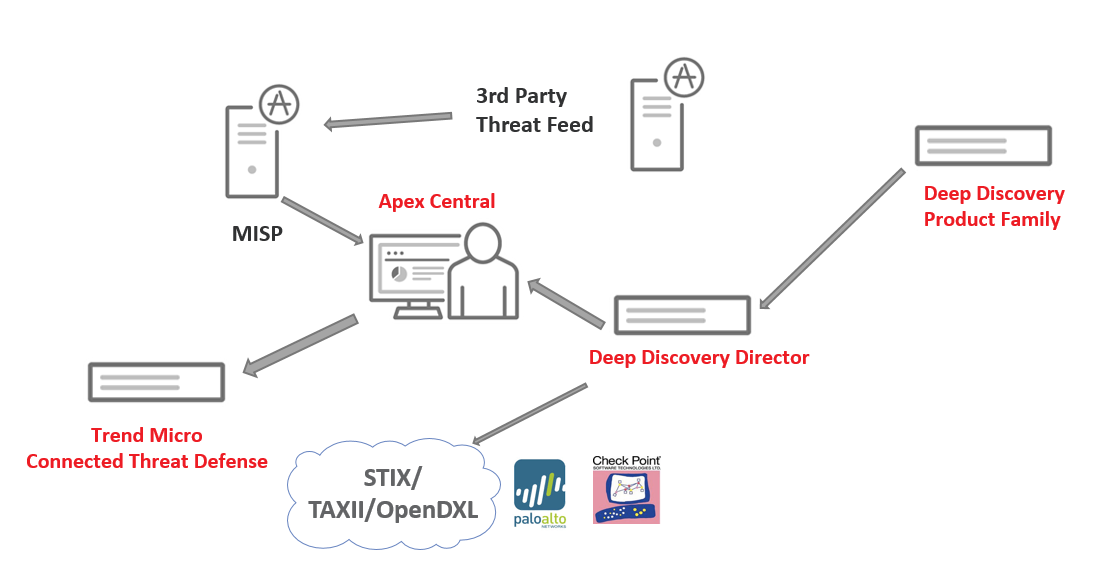 3rd Party
Threat Feed
Deep Discovery
Product Family
Apex Central
MISP
Deep Discovery Director
Trend Micro
Connected Threat Defense
STIX/
TAXII/OpenDXL
paloalto
NETWORKS
Check Point
SOFTWARE TECHNOLOGIES LTD.